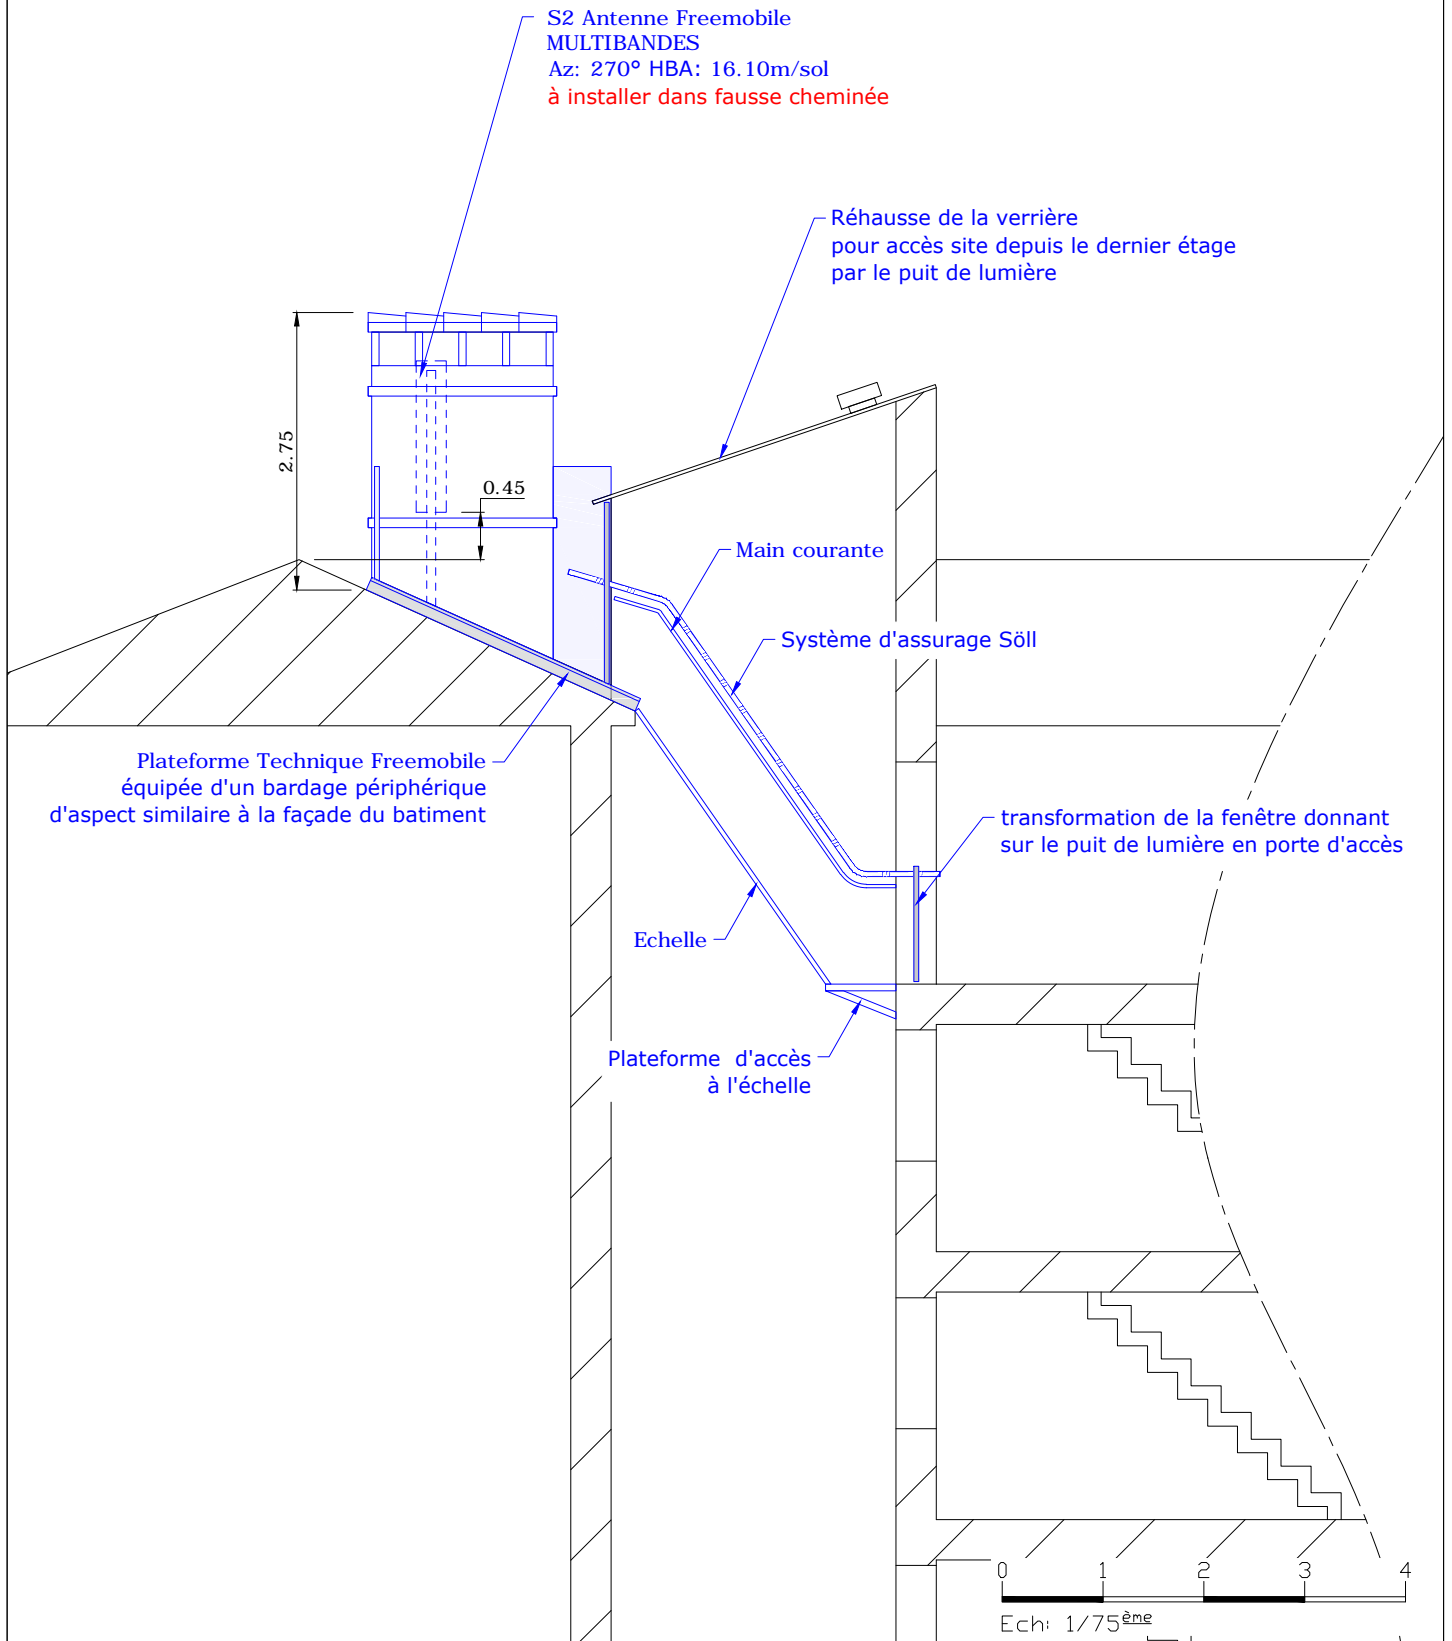 S2 Antenne Freemobile
MULTIBANDES
Az: 270° HBA: 16.10m/sol
à installer dans fausse cheminée
Réhausse de la verrière
pour accès site depuis le dernier étage
par le puit de lumière
2.75
0.45
Main courante
Système d'assurage Söll
Plateforme Technique Freemobile
équipée d'un bardage périphérique
d'aspect similaire à la façade du batiment
transformation de la fenêtre donnant
sur le puit de lumière en porte d'accès
Echelle
Plateforme d'accès
à l'échelle
0 1 2 3 4
Ech: 1/75ème